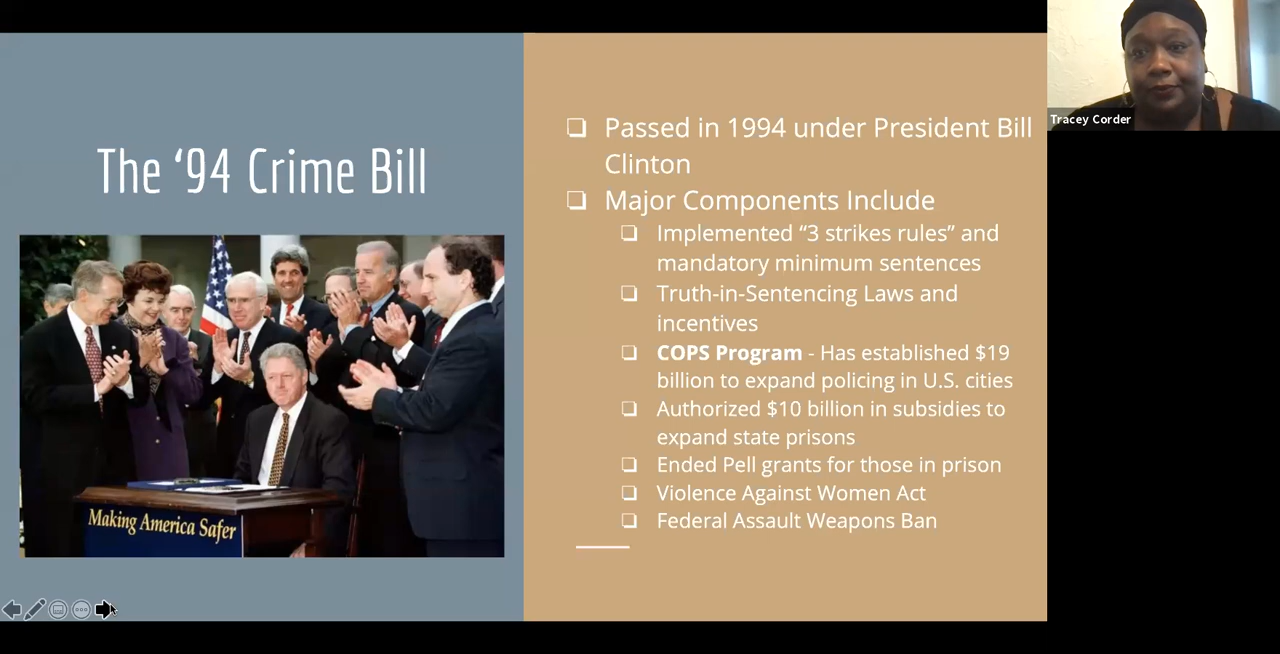 The ‘94 Crime Bill
Making America Safer
Passed in 1994 under President Bill
Clinton
Major Components Include
Implemented “3 strikes rules” and
mandatory minimum sentences
Truth-in-Sentencing Laws and
incentives
COPS Program - Has established $19
billion to expand policing in U.S. cities
Authorized $10 billion in subsidies to
expand state prisons
Ended Pell grants for those in prison
Violence Against Women Act
Federal Assault Weapons Ban
Tracey Corder